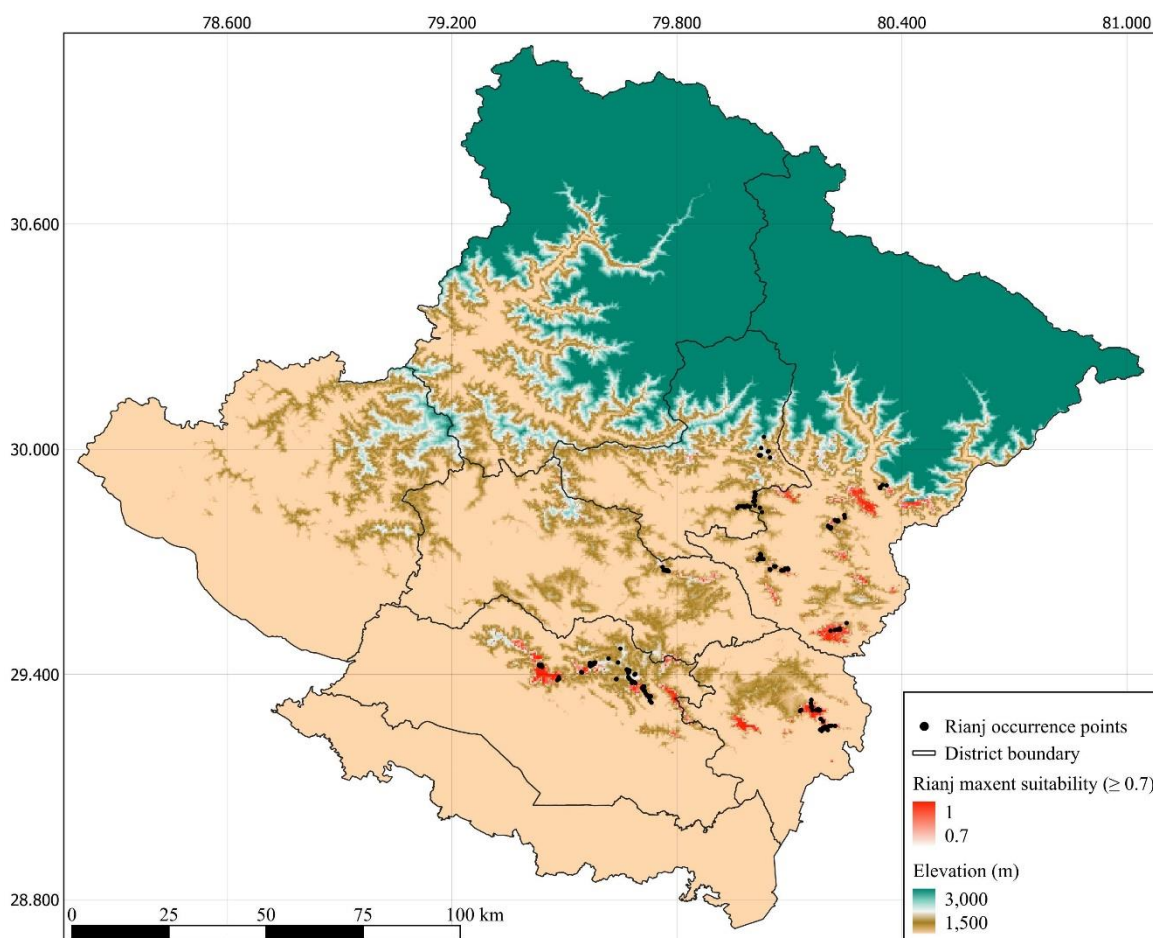 78.600 79.200 79.800 80.400 81.000
30.600
30.000
29.400
28.800
Rianj occurrence points
District boundary
Rianj maxent suitability (≥ 0.7)
1
0.7
Elevation (m)
3,000
1,500
0 25 50 75 100 km